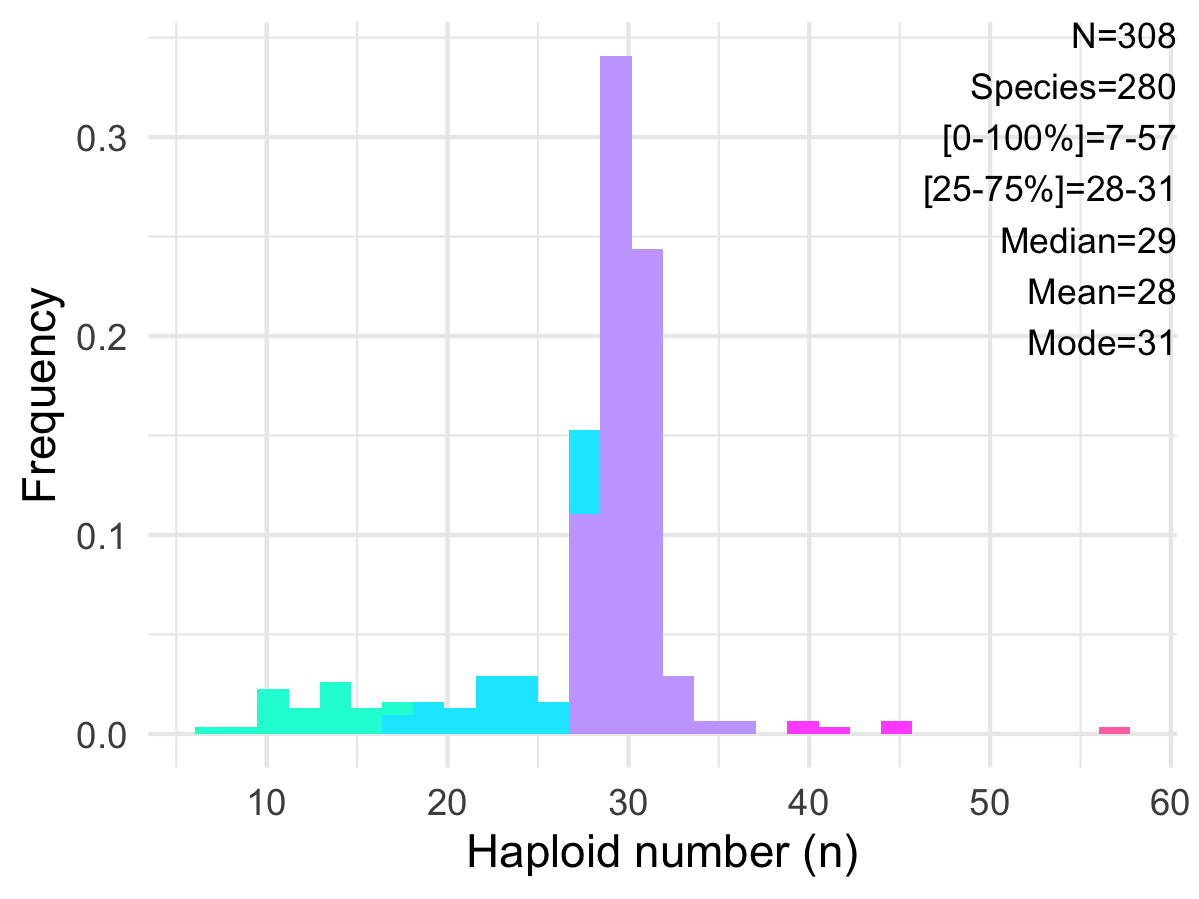 N=308
Species=280
[0-100%]=7-57
[25-75%]=28-31
Median=29
Mean=28
Mode=31
Frequency
0.3
0.2
0.1
0.0
10 20 30 40 50 60
Haploid number (n)